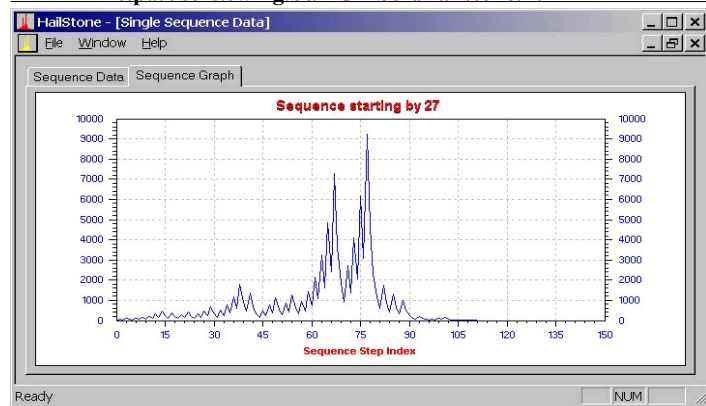 HailStone - [Single Sequence Data]
File Window Help
Sequence Data Sequence Graph
Sequence starting by 27
10000 10000
9000 9000
8000 8000
7000 7000
6000 6000
5000 5000
4000 4000
3000 3000
2000 2000
1000 1000
0 0
0 15 30 45 60 75 90 105 120 135 150
Sequence Step Index
Ready NUM